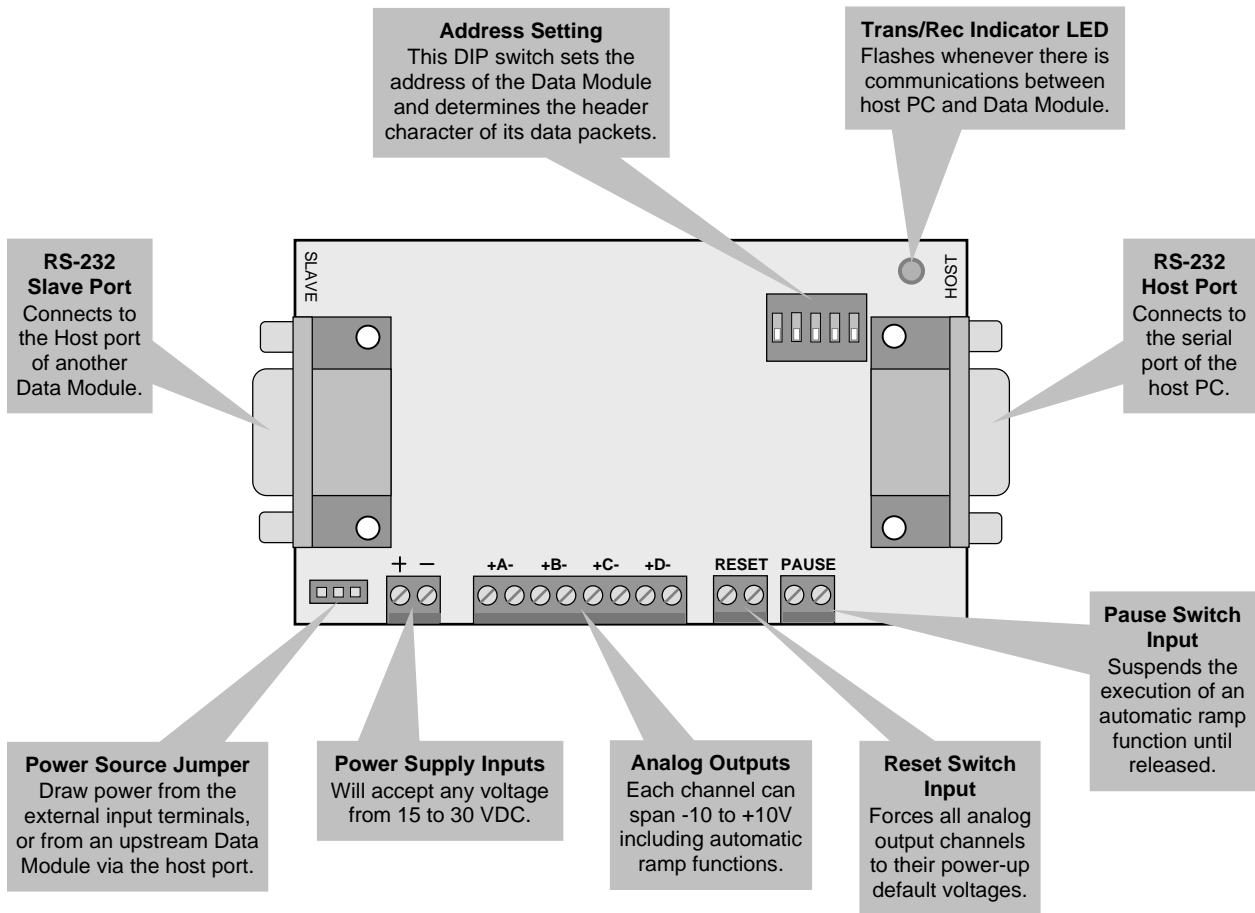 Address Setting
This DIP switch sets the
address of the Data Module
and determines the header
character of its data packets.
Trans/Rec Indicator LED
Flashes whenever there is
communications between
host PC and Data Module.
RS-232
Slave Port
Connects to
the Host port
of another
Data Module.
SLAVE
HOST
RS-232
Host Port
Connects to
the serial
port of the
host PC.
+ − +A- +B- +C- +D- RESET PAUSE
Pause Switch
Input
Suspends the
execution of an
automatic ramp
function until
released.
Power Source Jumper
Draw power from the
external input terminals,
or from an upstream Data
Module via the host port.
Power Supply Inputs
Will accept any voltage
from 15 to 30 VDC.
Analog Outputs
Each channel can
span -10 to +10V
including automatic
ramp functions.
Reset Switch
Input
Forces all analog
output channels
to their power-up
default voltages.